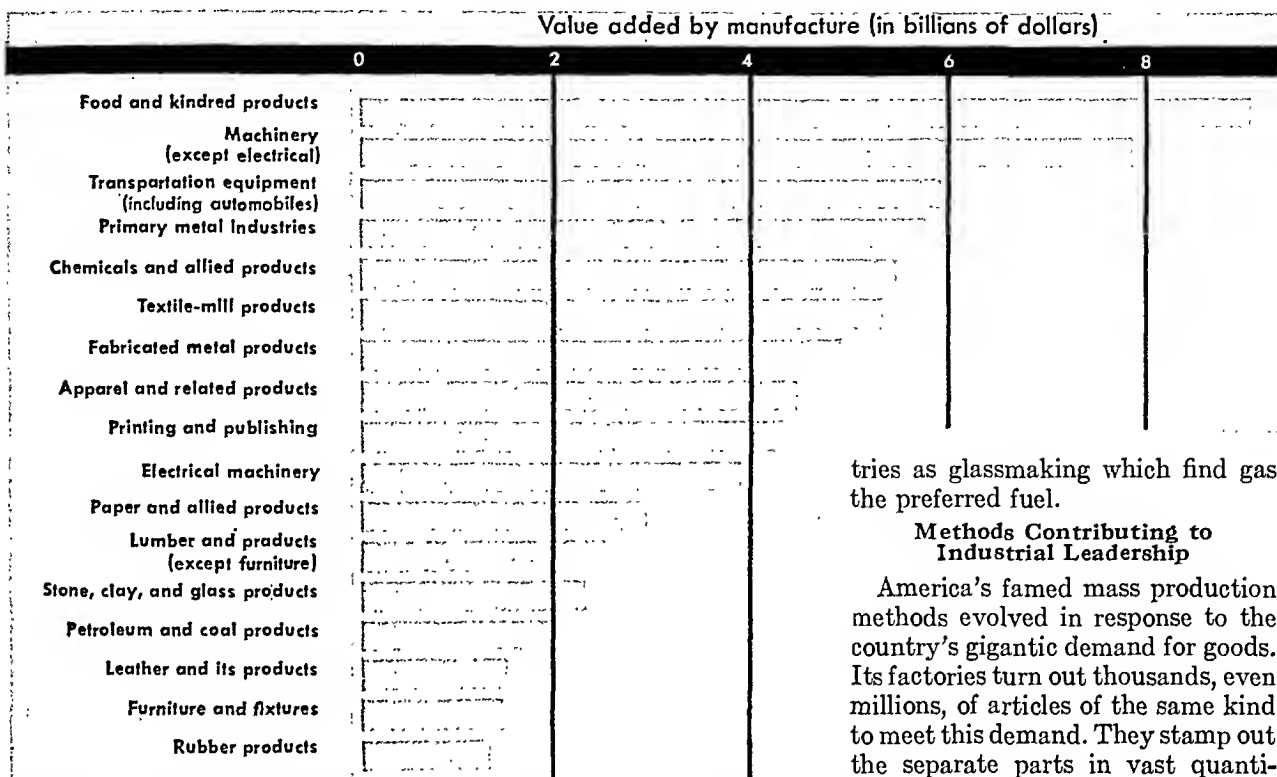 Value added by manufacture (in billions of dollars)
0 2 4 6 8
Food and kindred products
Machinery
(except electrical)
Transportation equipment
(including automobiles)
Primary metal Industries
Chemicals and allied products
Textile-mill products
Fabricated metal products
Apparel and related products
Printing and publishing
Electrical machinery
Paper and allied products
Lumber and products
(except furniture)
Stone, clay, and glass products
Petroleum and coal products
Leather and its products
Furniture and fixtures
Rubber products
tries as glassmaking which find gas
the preferred fuel.
Methods Contributing to
Industrial Leadership
America's famed mass production
methods evolved in response to the
country's gigantic demand for goods.
Its factories turn out thousands, even
millions, of articles of the same kind
to meet this demand. They stamp out
the separate parts in vast quanti-